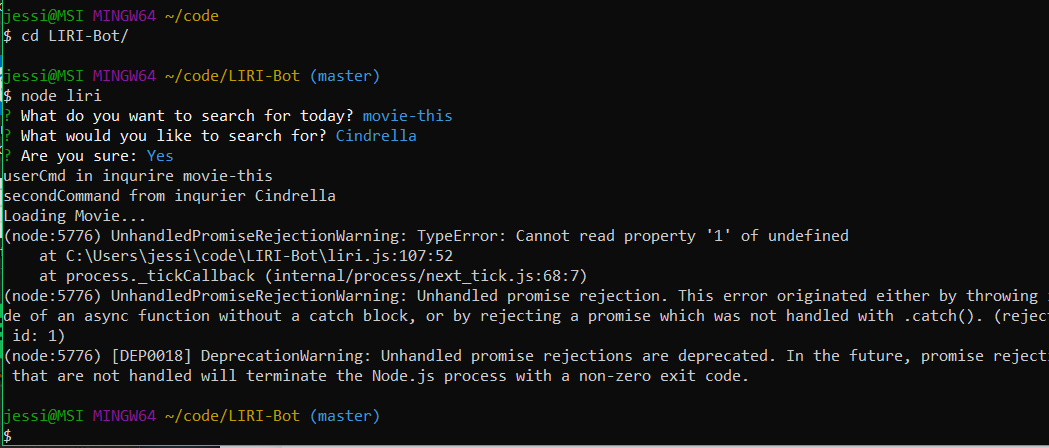 jessi@MSI MINGW64 ~/code
$ cd LIRI-Bot/
jessi@MSI MINGW64 ~/code/LIRI-Bot (master)
$ node liri
? What do you want to search for today? movie-this
? What would you like to search for? Cindrella
? Are you sure: Yes
userCmd in inqurire movie-this
secondCommand from inqurier Cindrella
Loading Movie...
(node:5776) UnhandledPromiseRejectionWarning: TypeError: Cannot read property '1' of undefined
    at C:\Users\jessi\code\LIRI-Bot\liri.js:107:52
    at process._tickCallback (internal/process/next_tick.js:68:7)
(node:5776) UnhandledPromiseRejectionWarning: Unhandled promise rejection. This error originated either by throwing
de of an async function without a catch block, or by rejecting a promise which was not handled with .catch(). (reject
 id: 1)
(node:5776) [DEP0018] DeprecationWarning: Unhandled promise rejections are deprecated. In the future, promise rejecti
 that are not handled will terminate the Node.js process with a non-zero exit code.
jessi@MSI MINGW64 ~/code/LIRI-Bot (master)
$